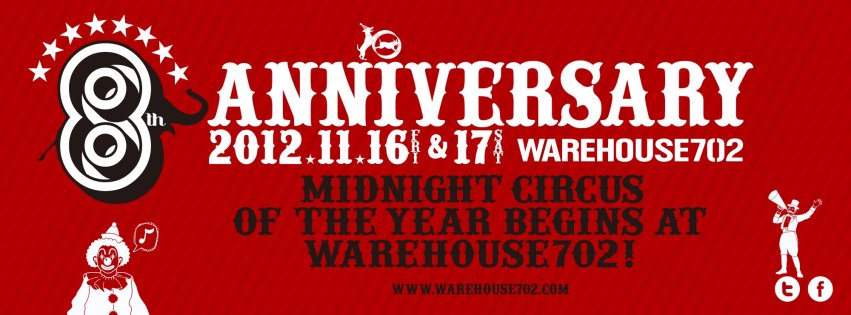 8th
ANNIVERSARY
2012.11.16 FRI & 17 SAT WAREHOUSE702
MIDNIGHT CIRCUS
OF THE YEAR BEGINS AT
WAREHOUSE702!
WWW.WAREHOUSE702.COM
t f